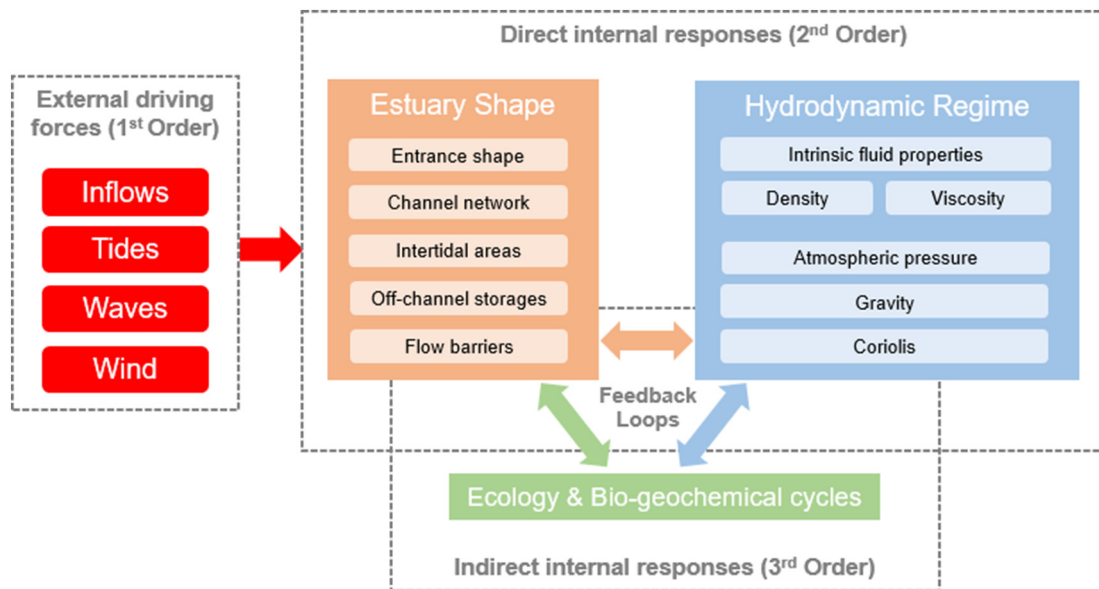 Direct internal responses (2nd Order)
External driving
forces (1st Order)
Inflows
Tides
Waves
Wind
Estuary Shape
Entrance shape
Channel network
Intertidal areas
Off-channel storages
Flow barriers
Hydrodynamic Regime
Intrinsic fluid properties
Density
Viscosity
Atmospheric pressure
Gravity
Coriolis
Feedback
Loops
Ecology & Bio-geochemical cycles
Indirect internal responses (3rd Order)